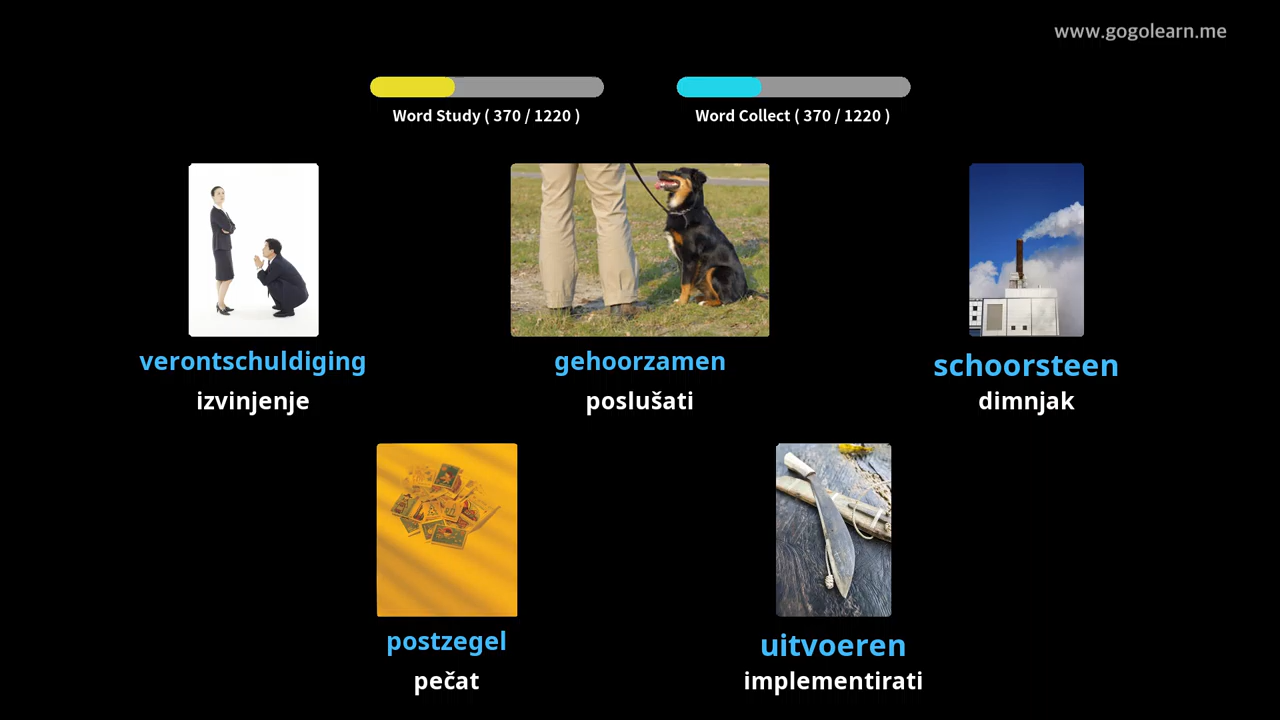 www.gogolearn.me
Word Study ( 370 / 1220 )
Word Collect ( 370 / 1220 )
verontschuldiging
izvinjenje
gehoorzamen
poslušati
schoorsteen
dimnjak
postzegel
pečat
uitvoeren
implementirati